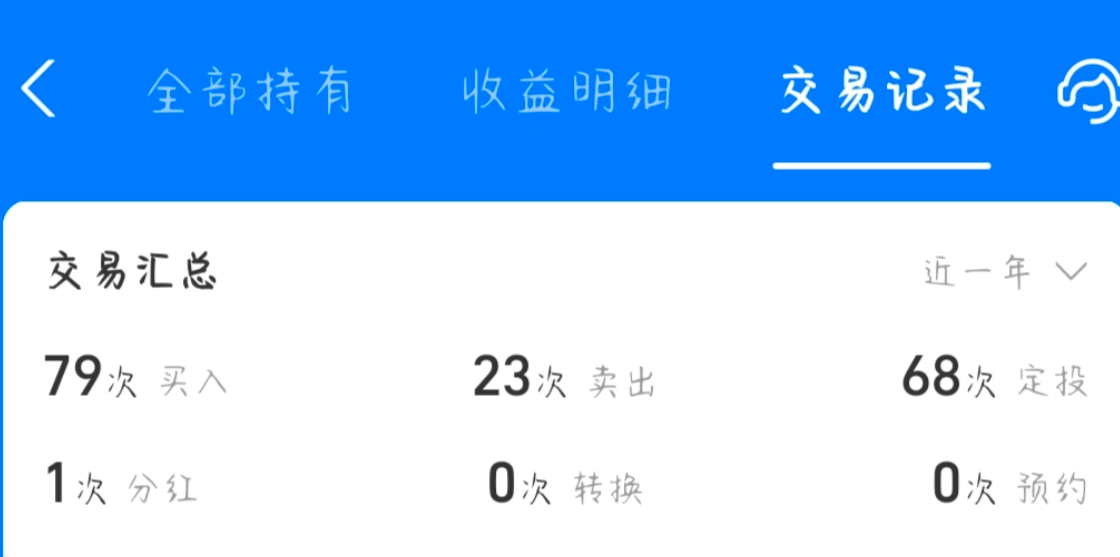 全部持有 收益明细 交易记录
交易汇总 近一年
79次 买入 23次 卖出 68次 定投
1次 分红 0次 转换 0次 预约